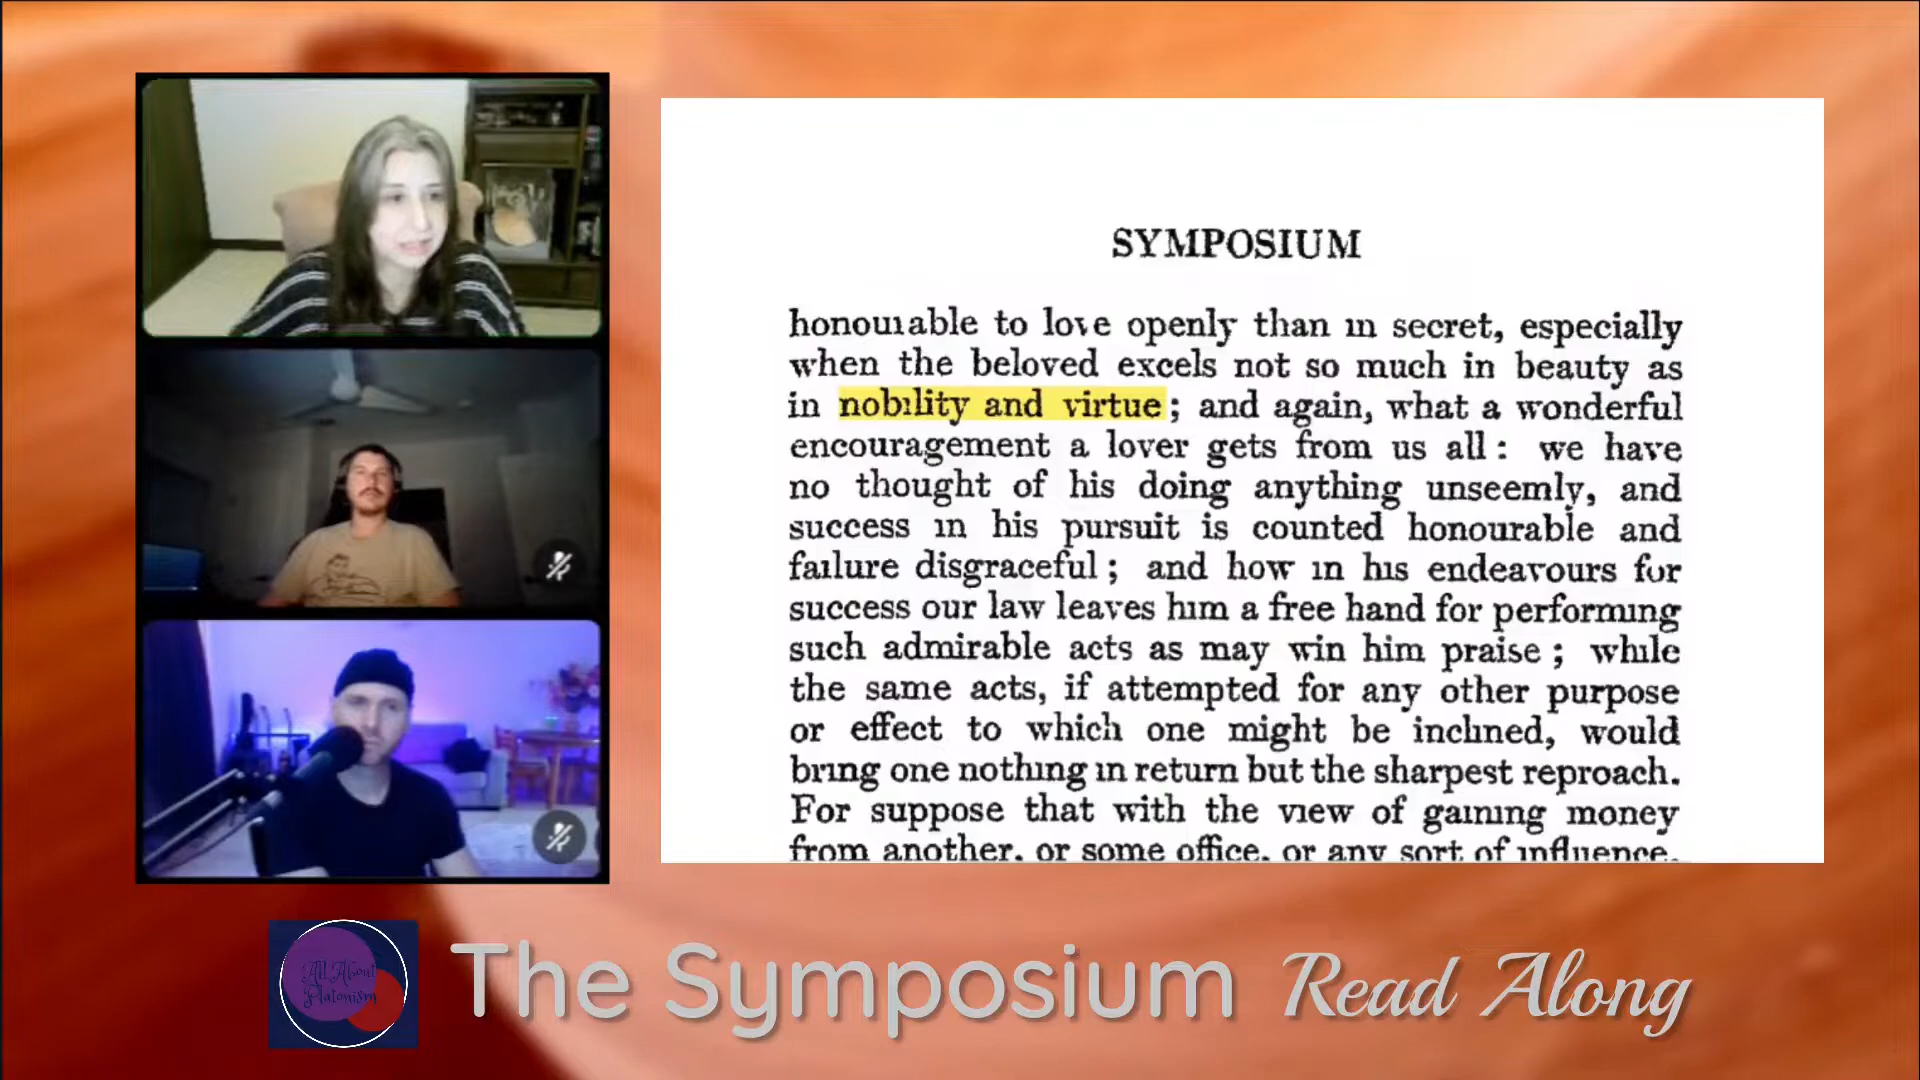 SYMPOSIUM
honourable to love openly than in secret, especially
when the beloved excels not so much in beauty as
in nobility and virtue ; and again, what a wonderful
encouragement a lover gets from us all : we have
no thought of his doing anything unseemly, and
success in his pursuit is counted honourable and
failure disgraceful ; and how in his endeavours for
success our law leaves him a free hand for performing
such admirable acts as may win him praise ; while
the same acts, if attempted for any other purpose
or effect to which one might be inclined, would
bring one nothing in return but the sharpest reproach.
For suppose that with the view of gaining money
from another, or some office, or any sort of influence,
All About
Platonism
The Symposium Read Along